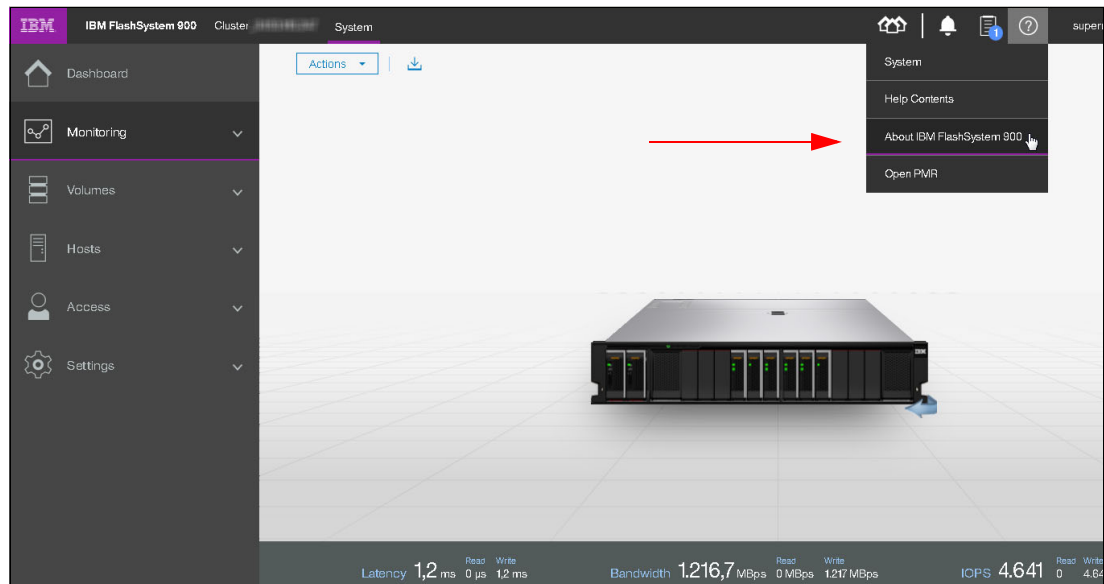 IBM IBM FlashSystem 900 Cluster System
Actions
System
Help Contents
About IBM FlashSystem 900
Open PMR
Dashboard
Monitoring
Volumes
Hosts
Access
Settings
IBM
Latency 1,2 ms Read 0 µs Write 1,2 ms
Bandwidth 1.216,7 MBps Read 0 MBps Write 1.217 MBps
IOPS 4.641 Read 0
1